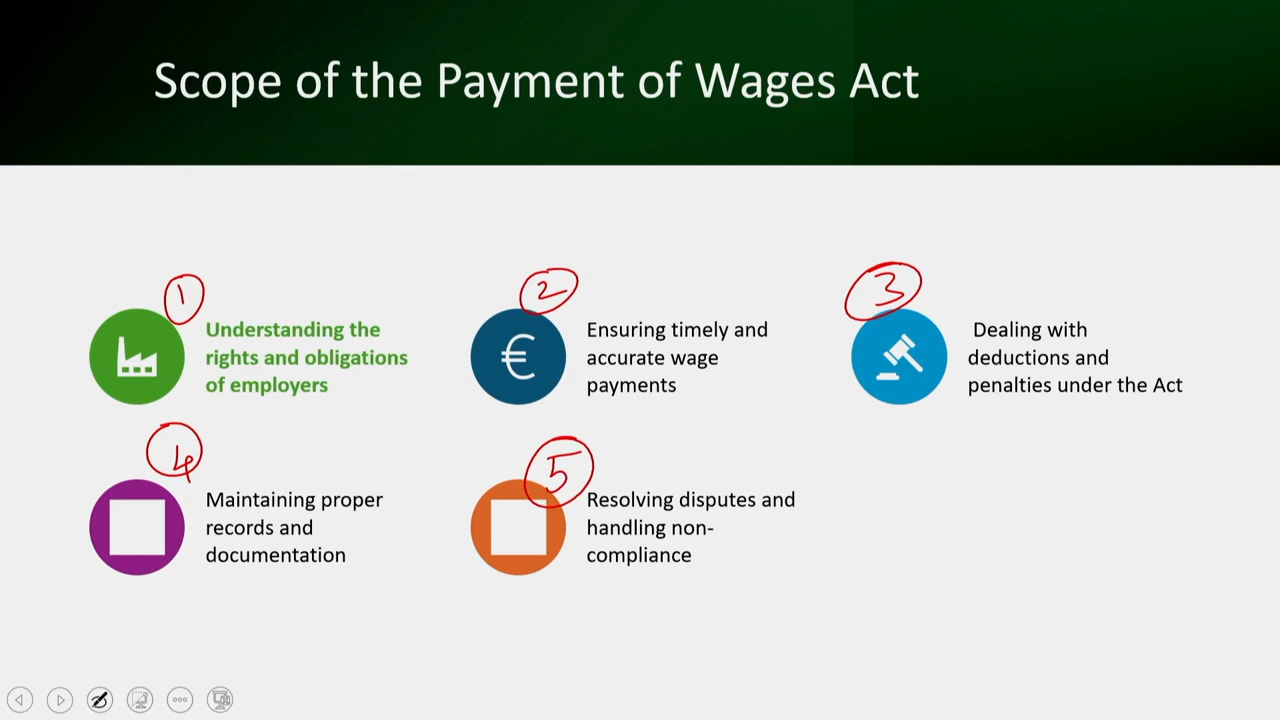 Scope of the Payment of Wages Act
1
Understanding the
rights and obligations
of employers
2
Ensuring timely and
accurate wage
payments
3
Dealing with
deductions and
penalties under the Act
4
Maintaining proper
records and
documentation
5
Resolving disputes and
handling non-
compliance